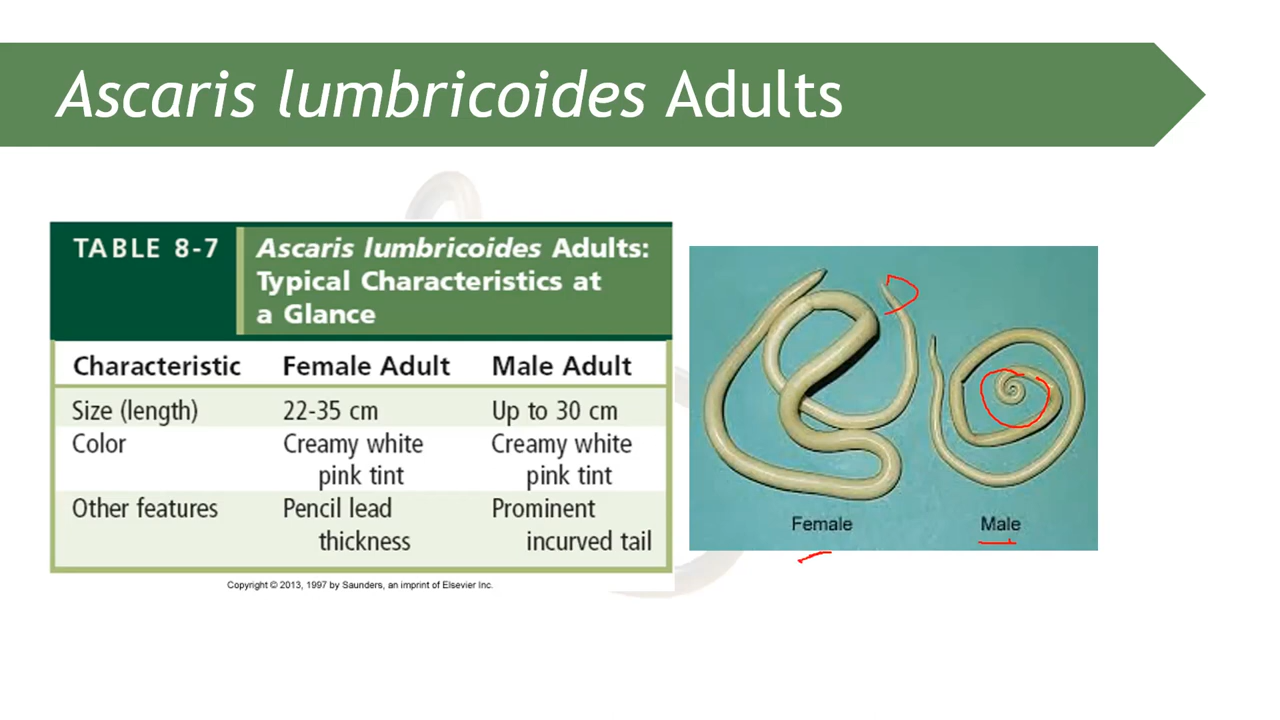 Ascaris lumbricoides Adults
TABLE 8-7
Ascaris lumbricoides Adults:
Typical Characteristics at
a Glance
Characteristic Female Adult Male Adult
Size (length) 22-35 cm Up to 30 cm
Color Creamy white Creamy white
pink tint pink tint
Other features Pencil lead Prominent
thickness incurved tail
Copyright © 2013, 1997 by Saunders, an imprint of Elsevier Inc.
Female Male